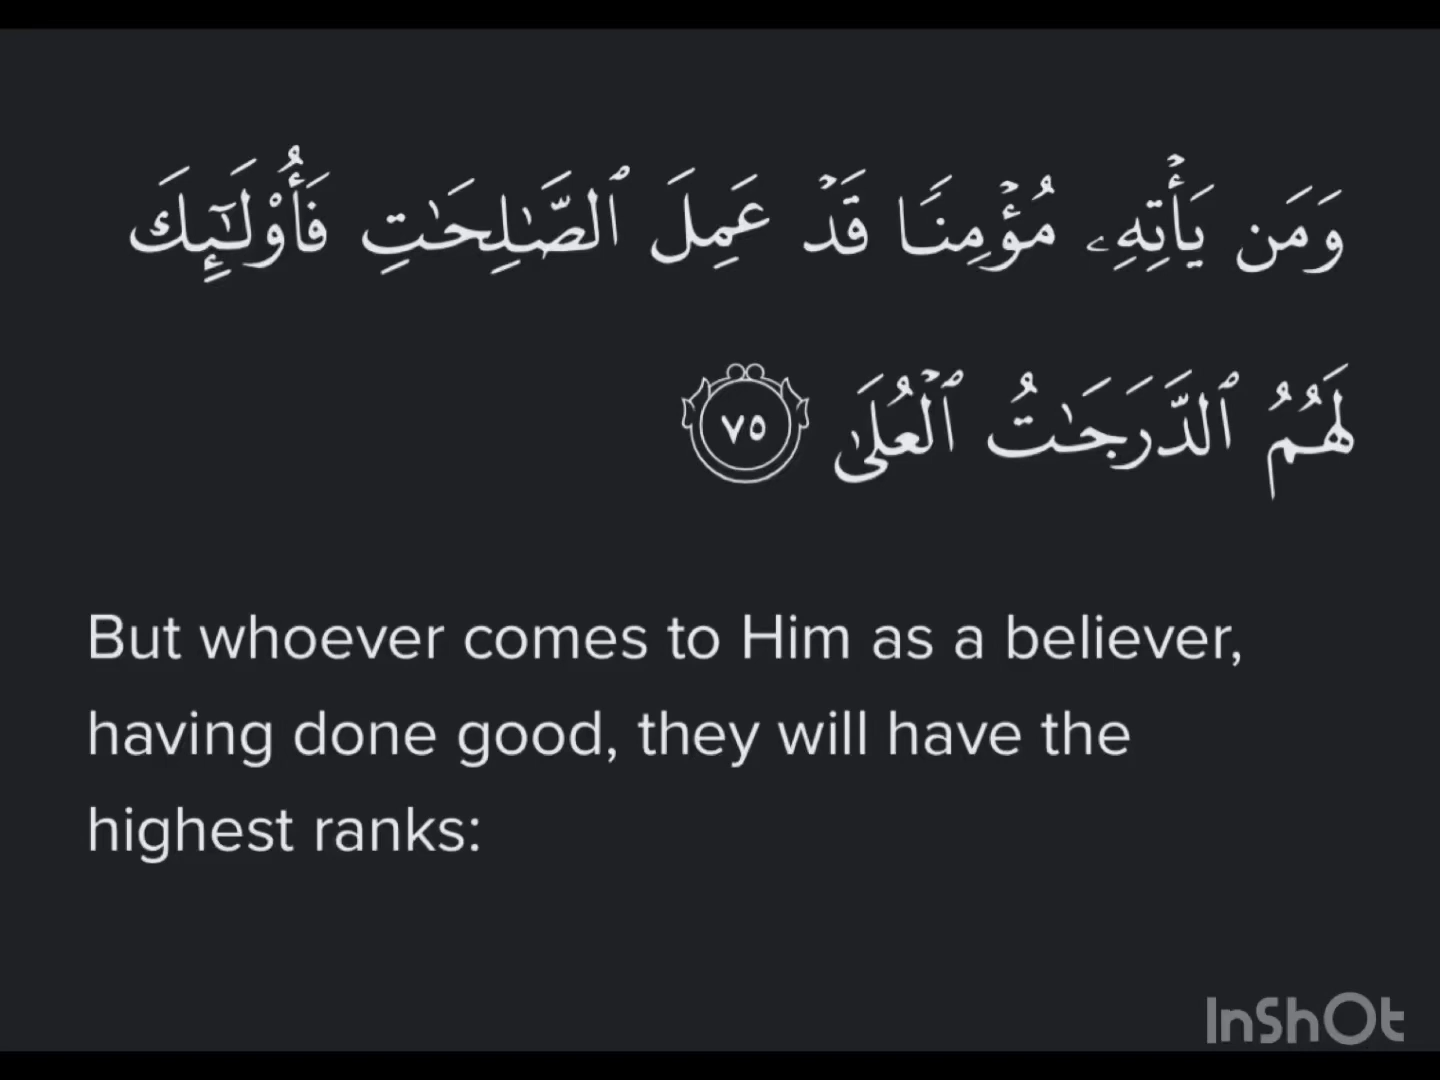 وَمَن يَأۡتِهِۦ مُؤۡمِنٗا قَدۡ عَمِلَ ٱلصَّٰلِحَٰتِ فَأُوْلَٰٓئِكَ
لَهُمُ ٱلدَّرَجَٰتُ ٱلۡعُلَىٰ ٧٥
But whoever comes to Him as a believer,
having done good, they will have the
highest ranks:
InShOt